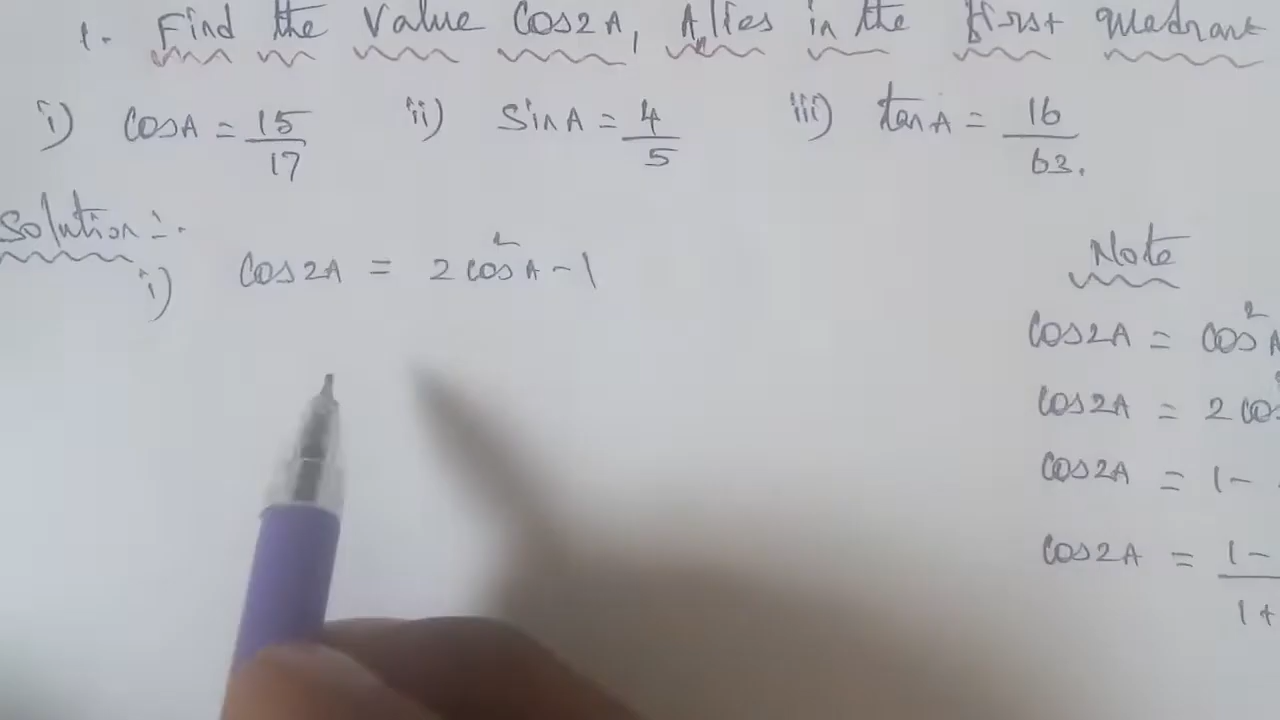 1. Find the Value Cos2A, A lies in the first quadrant
i) CosA = 15/17 ii) SinA = 4/5 iii) tanA = 16/63.
Solution:-
i) Cos2A = 2cos²A-1
Note
Cos2A = Cos²A
Cos2A = 2cos
Cos2A = 1-
Cos2A = 1-/1+